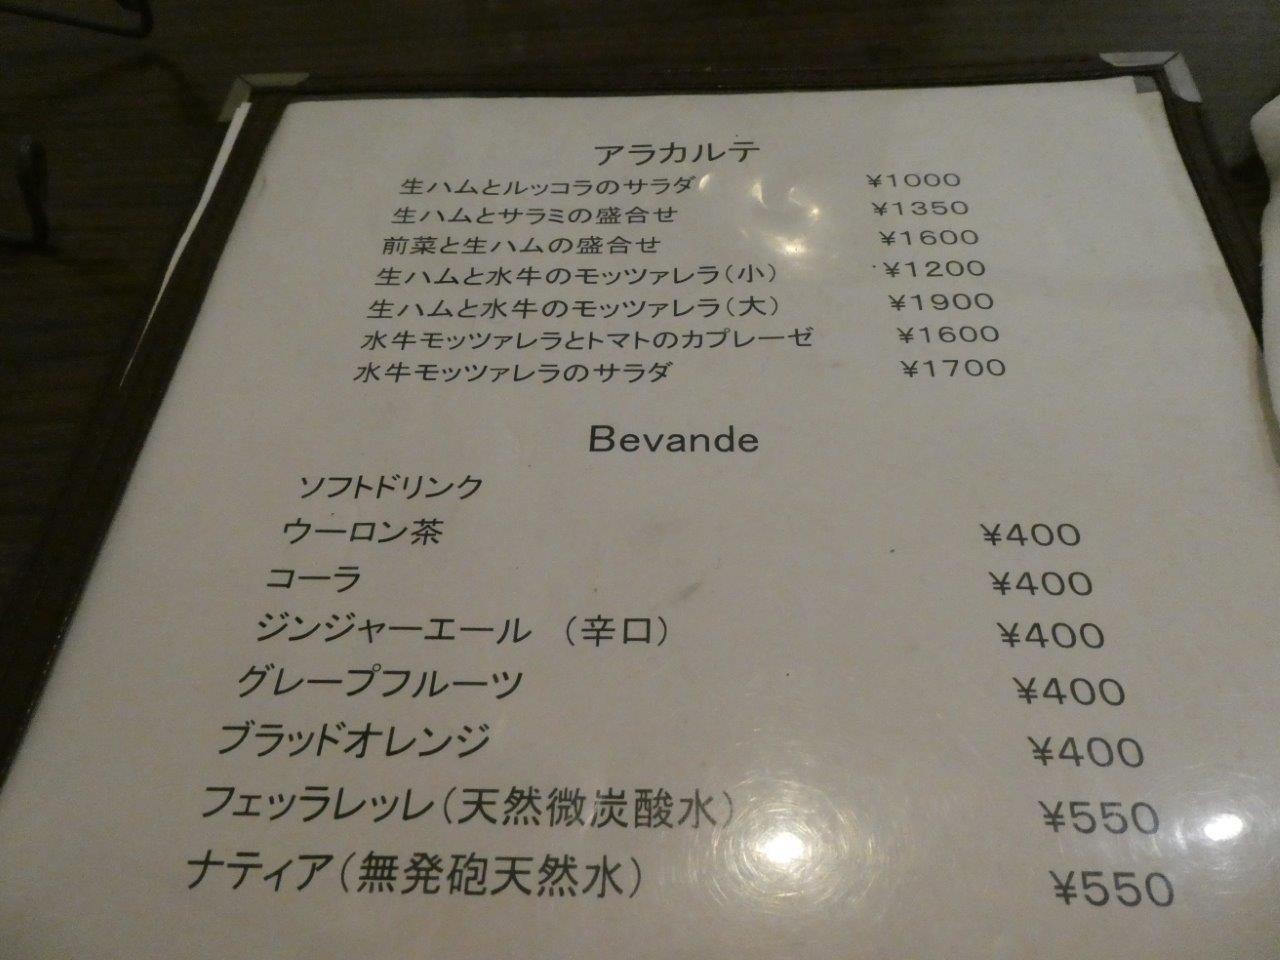 アラカルテ
生ハムとルッコラのサラダ ¥1000
生ハムとサラミの盛合せ ¥1350
前菜と生ハムの盛合せ ¥1600
生ハムと水牛のモッツァレラ(小) ¥1200
生ハムと水牛のモッツァレラ(大) ¥1900
水牛モッツァレラとトマトのカプレーゼ ¥1600
水牛モッツァレラのサラダ ¥1700
Bevande
ソフトドリンク
ウーロン茶 ¥400
コーラ ¥400
ジンジャーエール (辛口) ¥400
グレープフルーツ ¥400
ブラッドオレンジ ¥400
フェッラレッレ(天然微炭酸水) ¥550
ナティア(無発砲天然水) ¥550